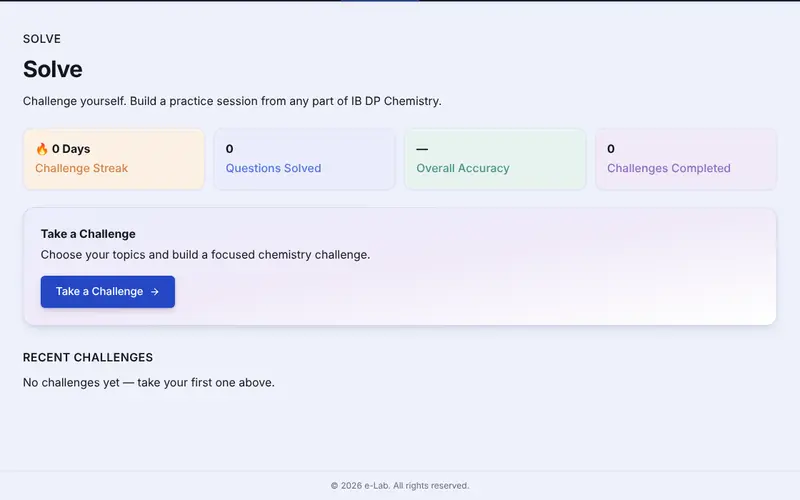 SOLVE
Solve
Challenge yourself. Build a practice session from any part of IB DP Chemistry.
🔥 0 Days
Challenge Streak
0
Questions Solved
—
Overall Accuracy
0
Challenges Completed
Take a Challenge
Choose your topics and build a focused chemistry challenge.
Take a Challenge →
RECENT CHALLENGES
No challenges yet — take your first one above.
© 2026 e-Lab. All rights reserved.